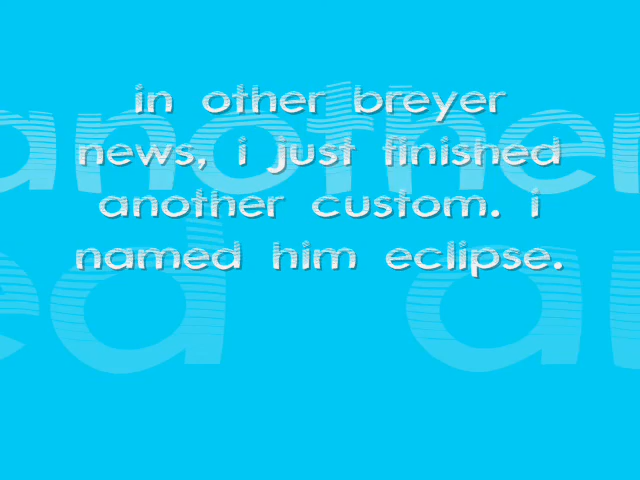 in other breyer
news, i just finished
another custom. i
named him eclipse.